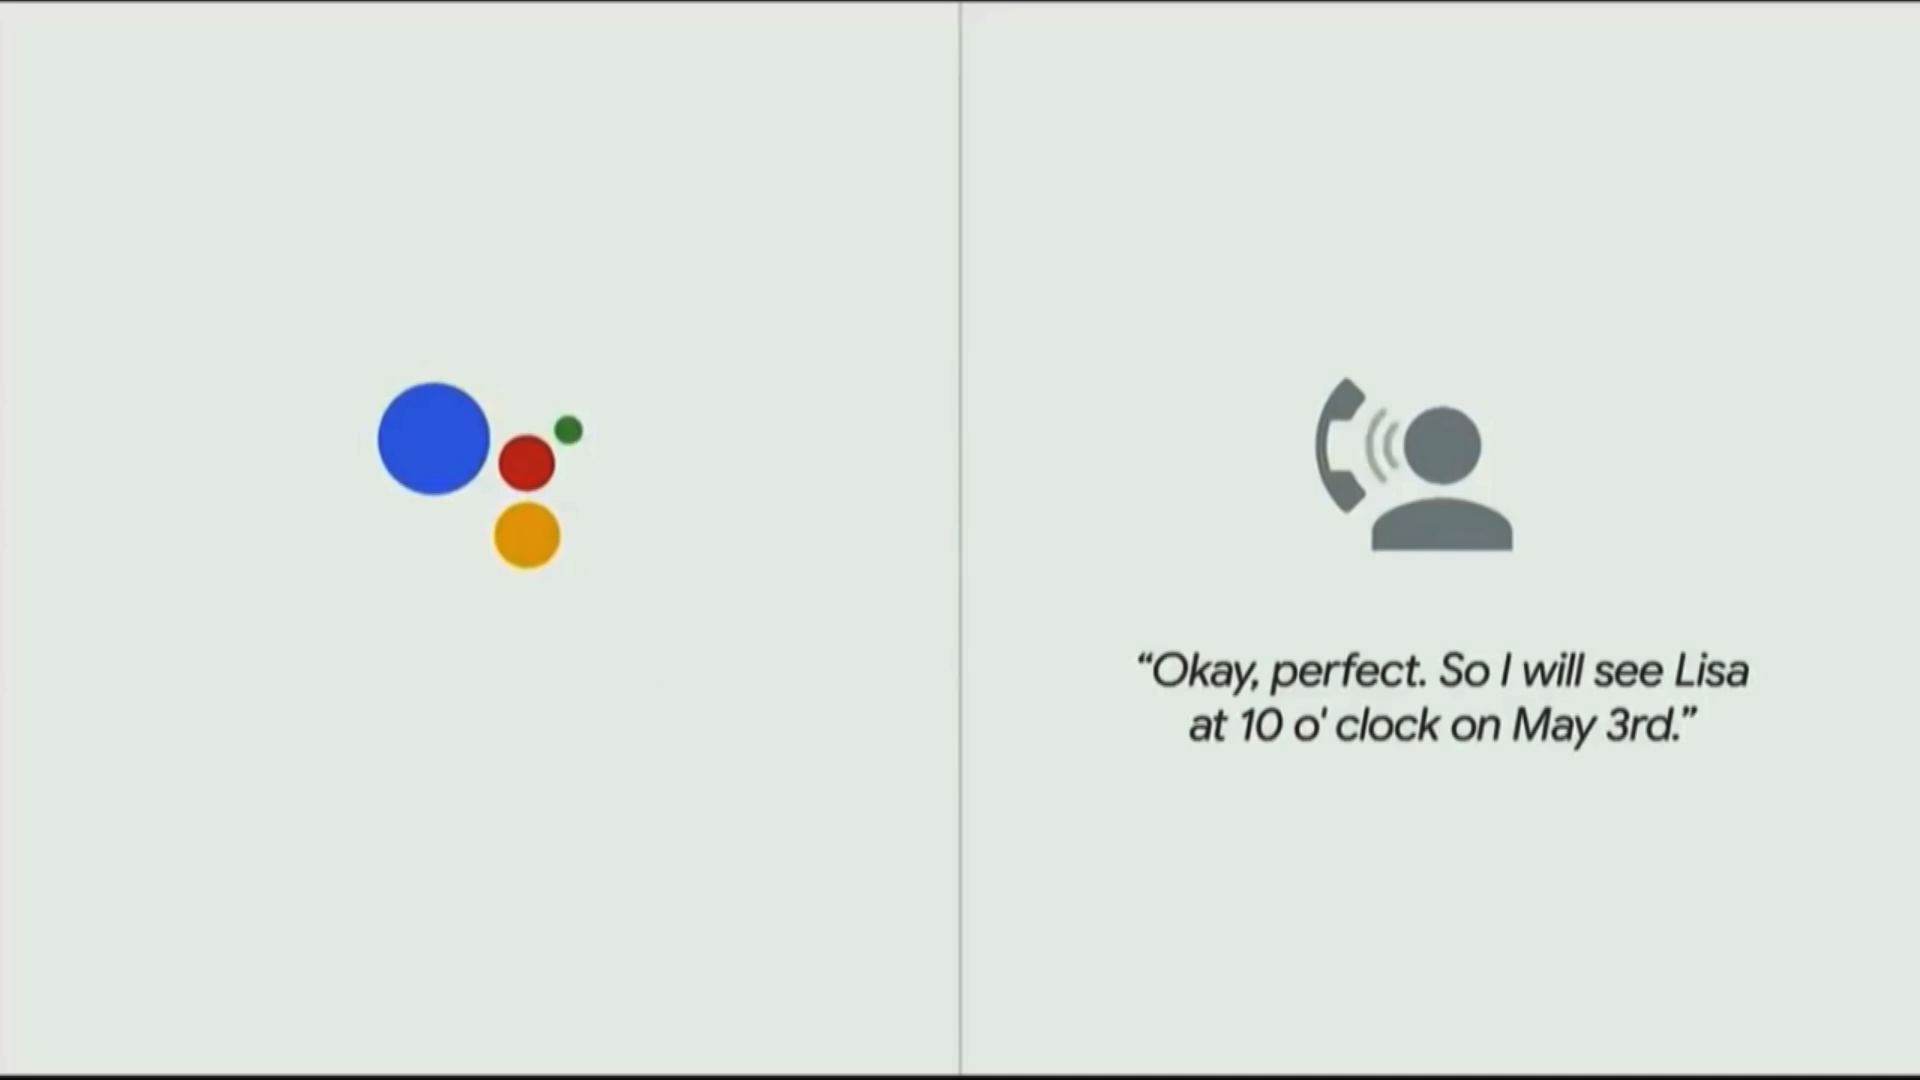 “Okay, perfect. So I will see Lisa
at 10 o' clock on May 3rd.”